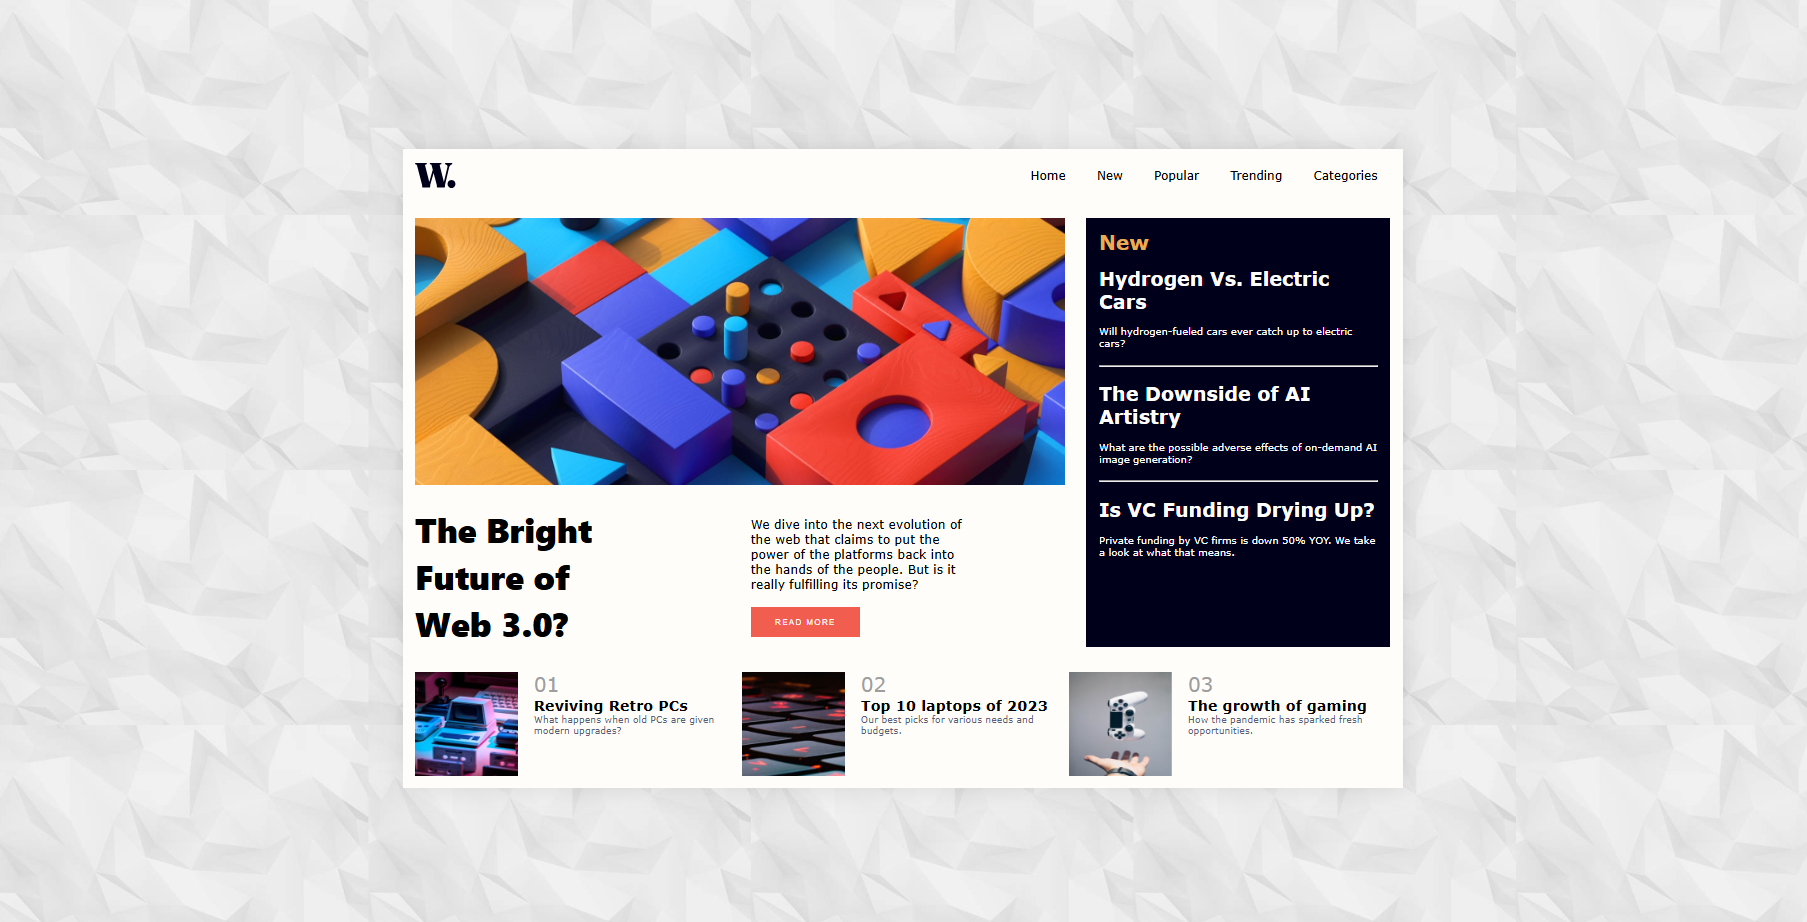 W.
Home New Popular Trending Categories
New
Hydrogen Vs. Electric
Cars
Will hydrogen-fueled cars ever catch up to electric
cars?
The Downside of AI
Artistry
What are the possible adverse effects of on-demand AI
image generation?
Is VC Funding Drying Up?
Private funding by VC firms is down 50% YOY. We take
a look at what that means.
The Bright
Future of
Web 3.0?
We dive into the next evolution of
the web that claims to put the
power of the platforms back into
the hands of the people. But is it
really fulfilling its promise?
READ MORE
01
Reviving Retro PCs
What happens when old PCs are given
modern upgrades?
02
Top 10 laptops of 2023
Our best picks for various needs and
budgets.
03
The growth of gaming
How the pandemic has sparked fresh
opportunities.